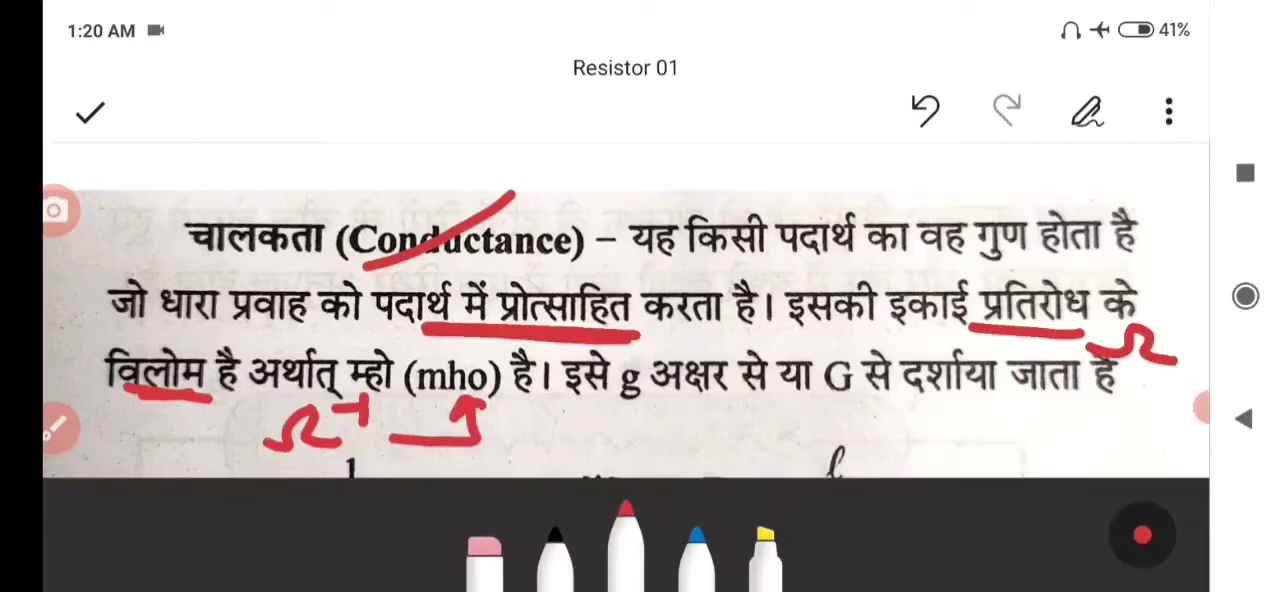 1:20 AM 41%
Resistor 01
चालकता (Conductance) – यह किसी पदार्थ का वह गुण होता है
जो धारा प्रवाह को पदार्थ में प्रोत्साहित करता है। इसकी इकाई प्रतिरोध के
Ω
विलोम है अर्थात् म्हो (mho) है। इसे g अक्षर से या G से दर्शाया जाता है
Ω⁻¹